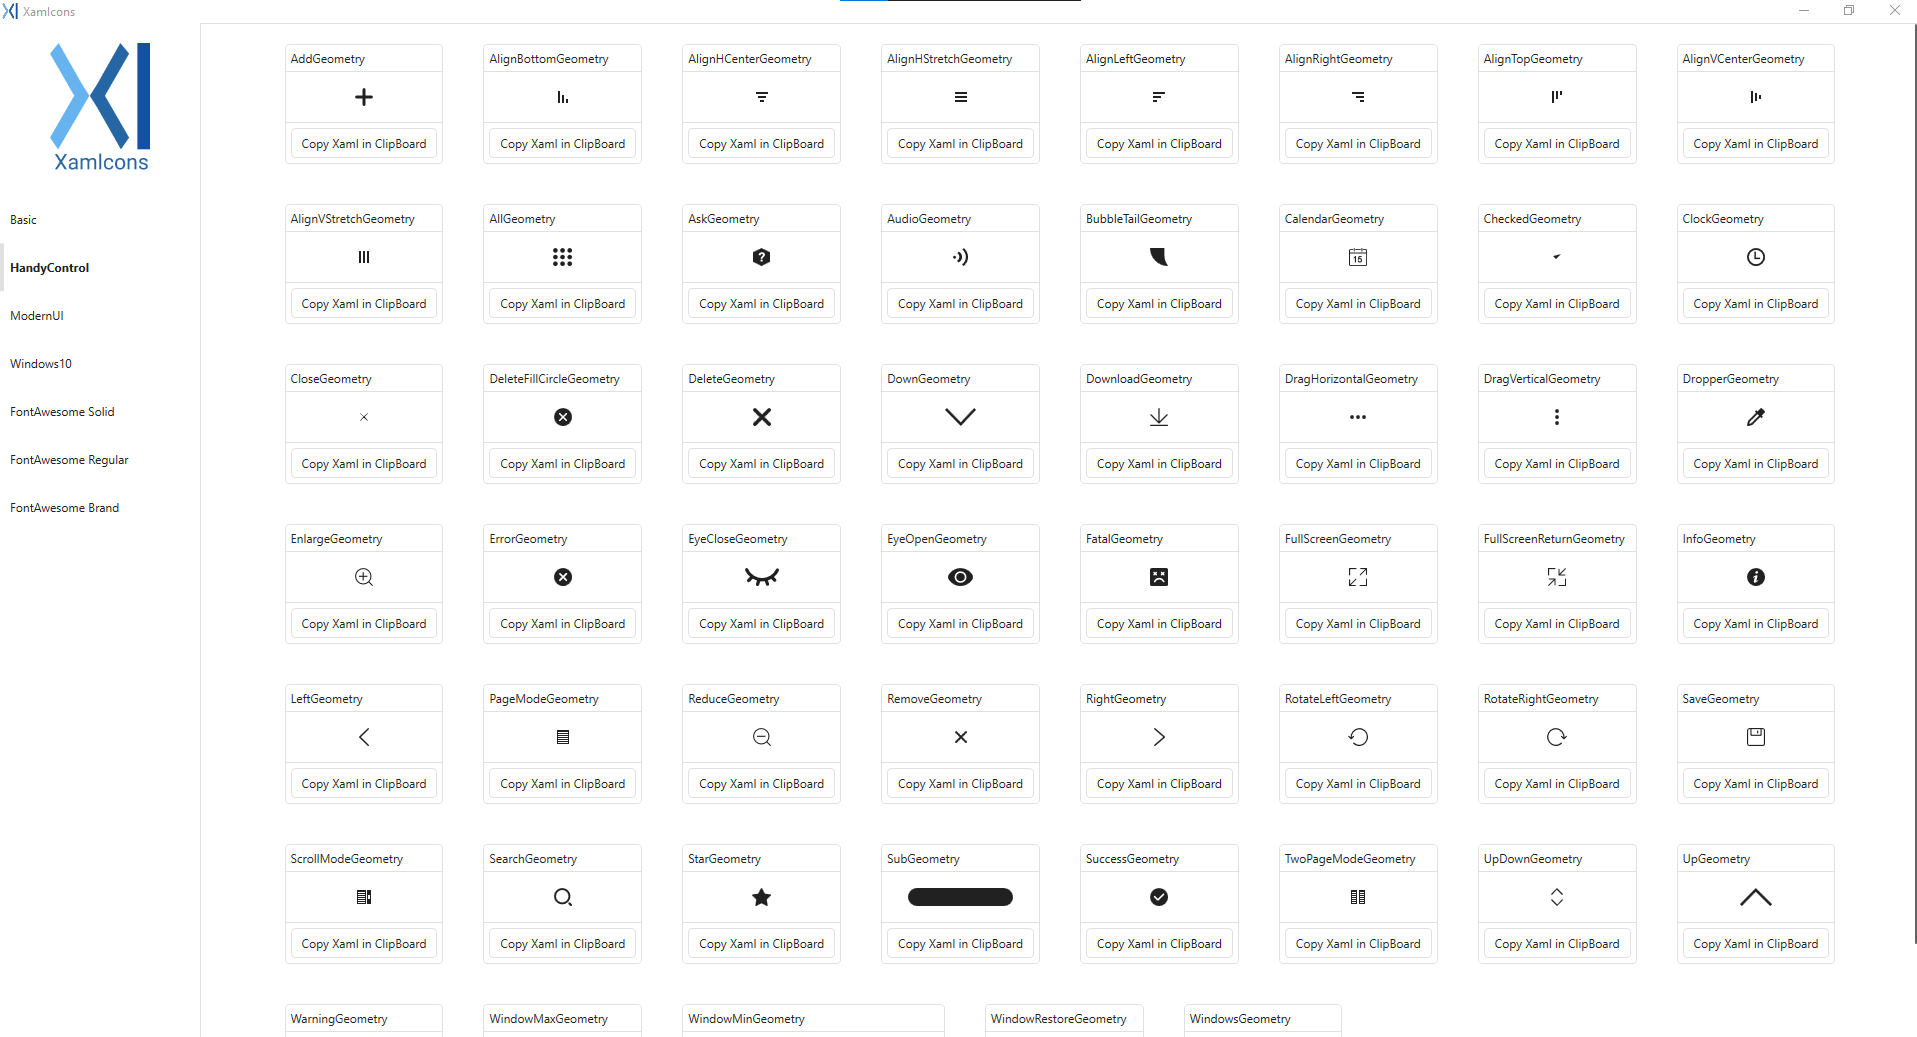 XamIcons
XI
XamIcons
Basic
HandyControl
ModernUI
Windows10
FontAwesome Solid
FontAwesome Regular
FontAwesome Brand
AddGeometry
AlignBottomGeometry
AlignHCenterGeometry
AlignHStretchGeometry
AlignLeftGeometry
AlignRightGeometry
AlignTopGeometry
AlignVCenterGeometry
Copy Xaml in ClipBoard
Copy Xaml in ClipBoard
Copy Xaml in ClipBoard
Copy Xaml in ClipBoard
Copy Xaml in ClipBoard
Copy Xaml in ClipBoard
Copy Xaml in ClipBoard
Copy Xaml in ClipBoard
AlignVStretchGeometry
AllGeometry
AskGeometry
AudioGeometry
BubbleTailGeometry
CalendarGeometry
CheckedGeometry
ClockGeometry
?
15
Copy Xaml in ClipBoard
Copy Xaml in ClipBoard
Copy Xaml in ClipBoard
Copy Xaml in ClipBoard
Copy Xaml in ClipBoard
Copy Xaml in ClipBoard
Copy Xaml in ClipBoard
Copy Xaml in ClipBoard
CloseGeometry
DeleteFillCircleGeometry
DeleteGeometry
DownGeometry
DownloadGeometry
DragHorizontalGeometry
DragVerticalGeometry
DropperGeometry
Copy Xaml in ClipBoard
Copy Xaml in ClipBoard
Copy Xaml in ClipBoard
Copy Xaml in ClipBoard
Copy Xaml in ClipBoard
Copy Xaml in ClipBoard
Copy Xaml in ClipBoard
Copy Xaml in ClipBoard
EnlargeGeometry
ErrorGeometry
EyeCloseGeometry
EyeOpenGeometry
FatalGeometry
FullScreenGeometry
FullScreenReturnGeometry
InfoGeometry
i
Copy Xaml in ClipBoard
Copy Xaml in ClipBoard
Copy Xaml in ClipBoard
Copy Xaml in ClipBoard
Copy Xaml in ClipBoard
Copy Xaml in ClipBoard
Copy Xaml in ClipBoard
Copy Xaml in ClipBoard
LeftGeometry
PageModeGeometry
ReduceGeometry
RemoveGeometry
RightGeometry
RotateLeftGeometry
RotateRightGeometry
SaveGeometry
Copy Xaml in ClipBoard
Copy Xaml in ClipBoard
Copy Xaml in ClipBoard
Copy Xaml in ClipBoard
Copy Xaml in ClipBoard
Copy Xaml in ClipBoard
Copy Xaml in ClipBoard
Copy Xaml in ClipBoard
ScrollModeGeometry
SearchGeometry
StarGeometry
SubGeometry
SuccessGeometry
TwoPageModeGeometry
UpDownGeometry
UpGeometry
Copy Xaml in ClipBoard
Copy Xaml in ClipBoard
Copy Xaml in ClipBoard
Copy Xaml in ClipBoard
Copy Xaml in ClipBoard
Copy Xaml in ClipBoard
Copy Xaml in ClipBoard
Copy Xaml in ClipBoard
WarningGeometry
WindowMaxGeometry
WindowMinGeometry
WindowRestoreGeometry
WindowsGeometry